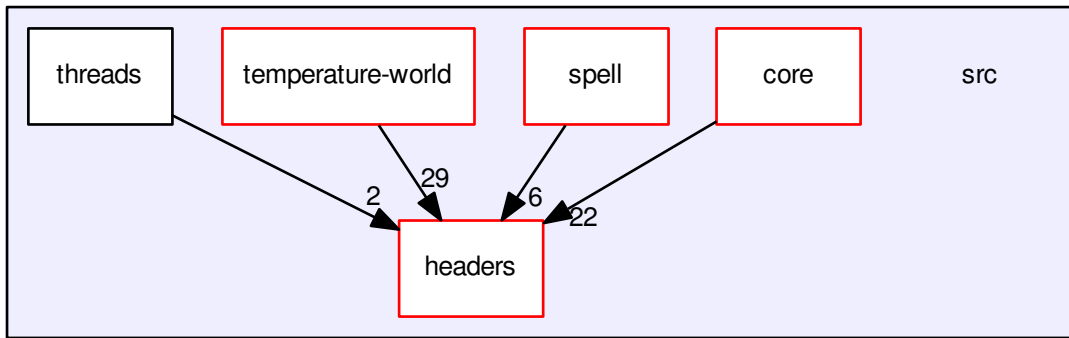 threads
temperature-world
spell
core
src
2
29
6
22
headers